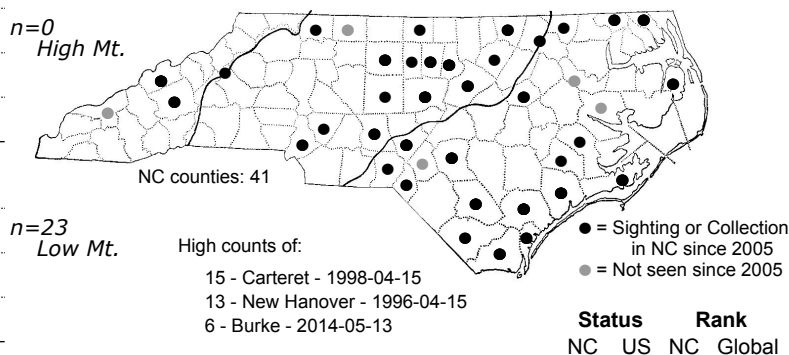 n=0
High Mt.
NC counties: 41
n=23
Low Mt.
High counts of:
15 - Carteret - 1998-04-15
13 - New Hanover - 1996-04-15
6 - Burke - 2014-05-13
= Sighting or Collection
in NC since 2005
= Not seen since 2005
Status Rank
NC US NC Global